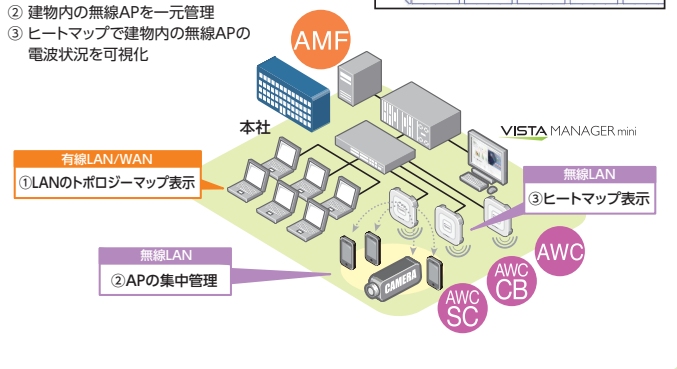 ② 建物内の無線APを一元管理
③ ヒートマップで建物内の無線APの
電波状況を可視化
AMF
本社
VISTA MANAGER mini
有線LAN/WAN
①LANのトポロジーマップ表示
無線LAN
③ヒートマップ表示
無線LAN
②APの集中管理
CAMERA
AWC
AWC
CB
AWC
SC